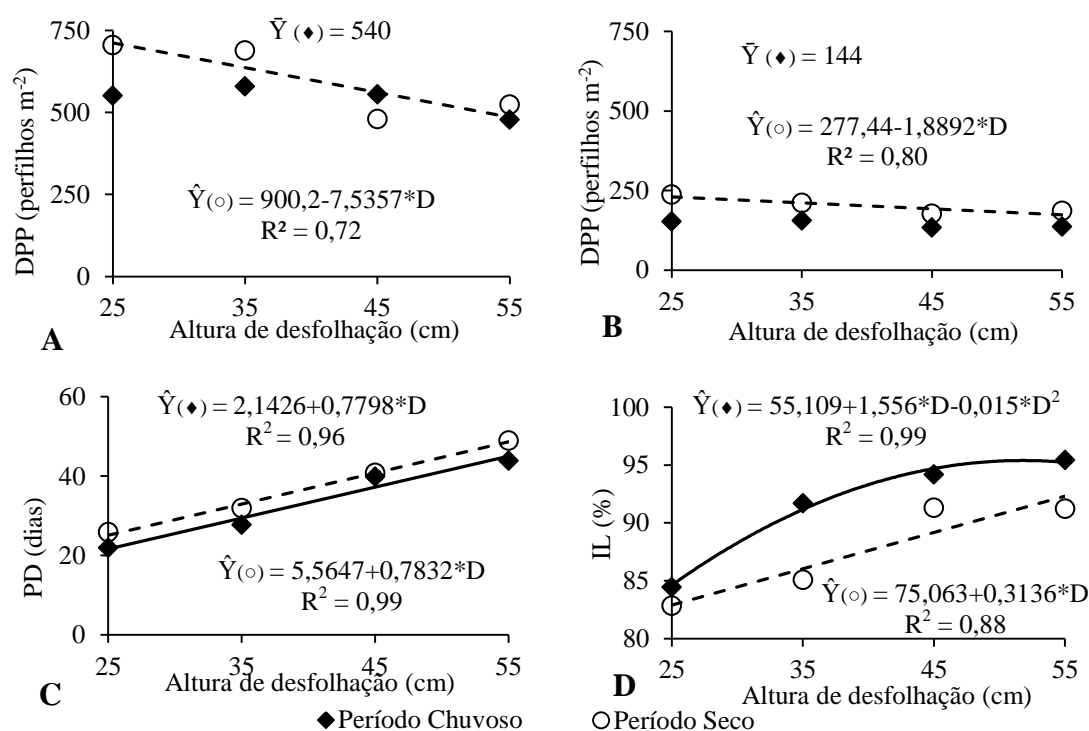 750
500
250
0
DPP (perfilhos m⁻²)
Ȳ (♦) = 540
Ŷ(○) = 900,2-7,5357*D
R² = 0,72
25 35 45 55
Altura de desfolhação (cm)
A
750
500
250
0
DPP (perfilhos m⁻²)
Ȳ (♦) = 144
Ŷ(○) = 277,44-1,8892*D
R² = 0,80
25 35 45 55
Altura de desfolhação (cm)
B
60
40
20
0
PD (dias)
Ŷ(♦) = 2,1426+0,7798*D
R² = 0,96
Ŷ(○) = 5,5647+0,7832*D
R² = 0,99
25 35 45 55
Altura de desfolhação (cm)
C
100
95
90
85
80
IL (%)
Ŷ(♦) = 55,109+1,556*D-0,015*D²
R² = 0,99
Ŷ(○) = 75,063+0,3136*D
R² = 0,88
25 35 45 55
Altura de desfolhação (cm)
D
♦Período Chuvoso ○Período Seco